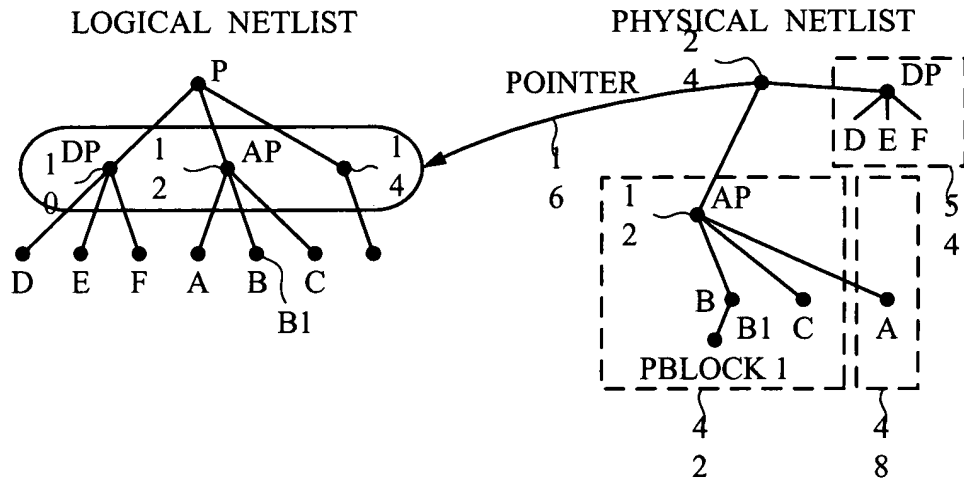 LOGICAL NETLIST
PHYSICAL NETLIST
P
2
4
POINTER
DP
D E F
1
0
DP
1
2
AP
1
4
1
6
5
4
1
2
AP
D E F A B C
B1
B
B1
C
A
PBLOCK 1
4
2
4
8